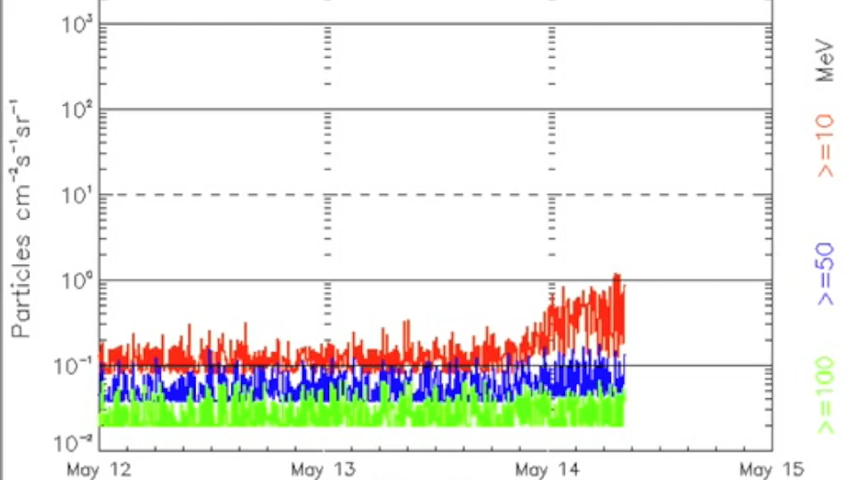 10³
10²
10¹
10⁰
10⁻¹
10⁻²
Particles cm⁻²s⁻¹sr⁻¹
May 12
May 13
May 14
May 15
>=100
>=50
>=10
MeV